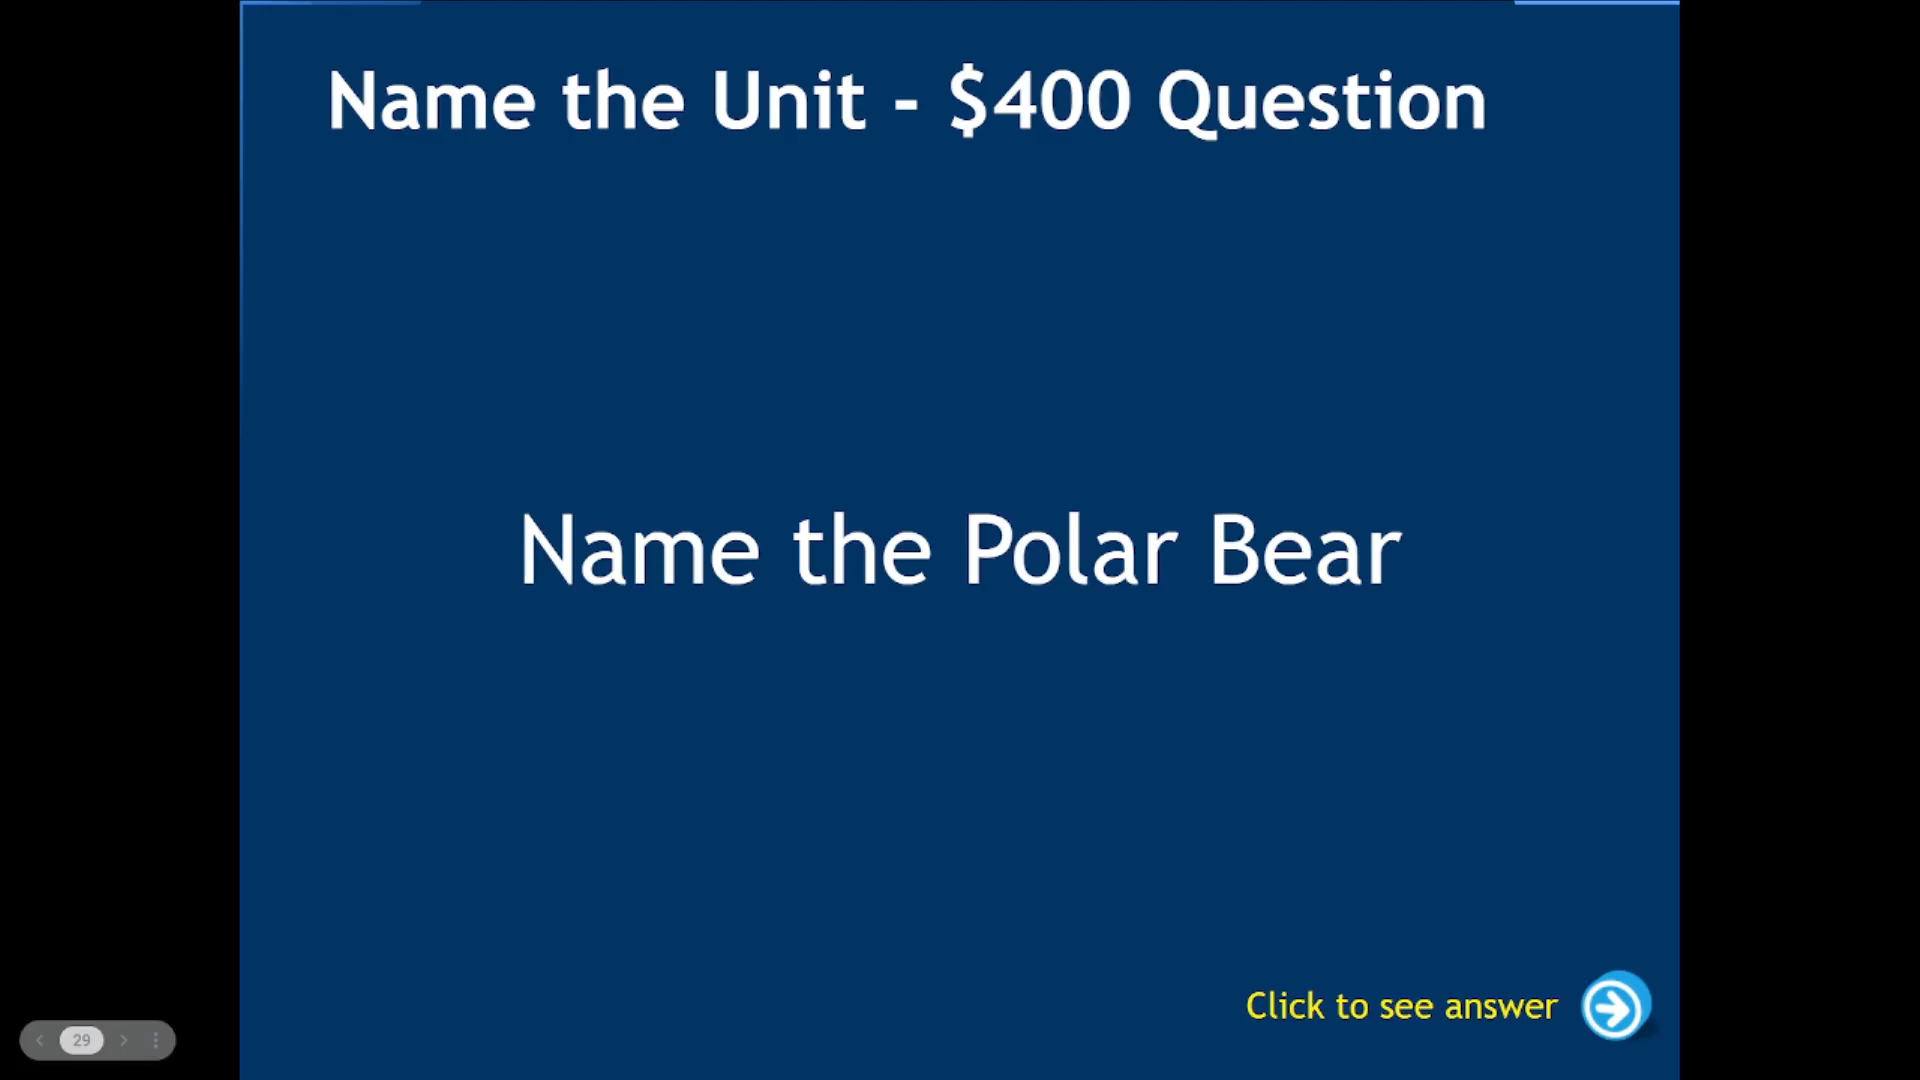 Name the Unit - $400 Question
Name the Polar Bear
Click to see answer
29